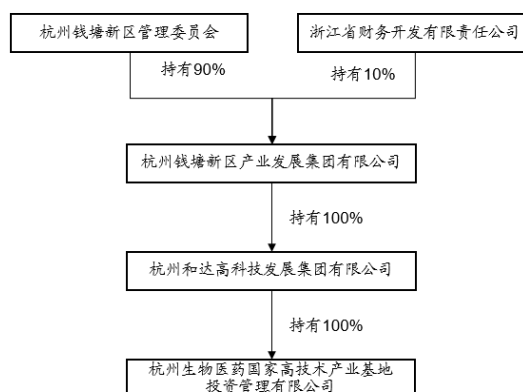 杭州钱塘新区管理委员会
浙江省财务开发有限责任公司
持有90%
持有10%
杭州钱塘新区产业发展集团有限公司
持有100%
杭州和达高科技发展集团有限公司
持有100%
杭州生物医药国家高技术产业基地
投资管理有限公司